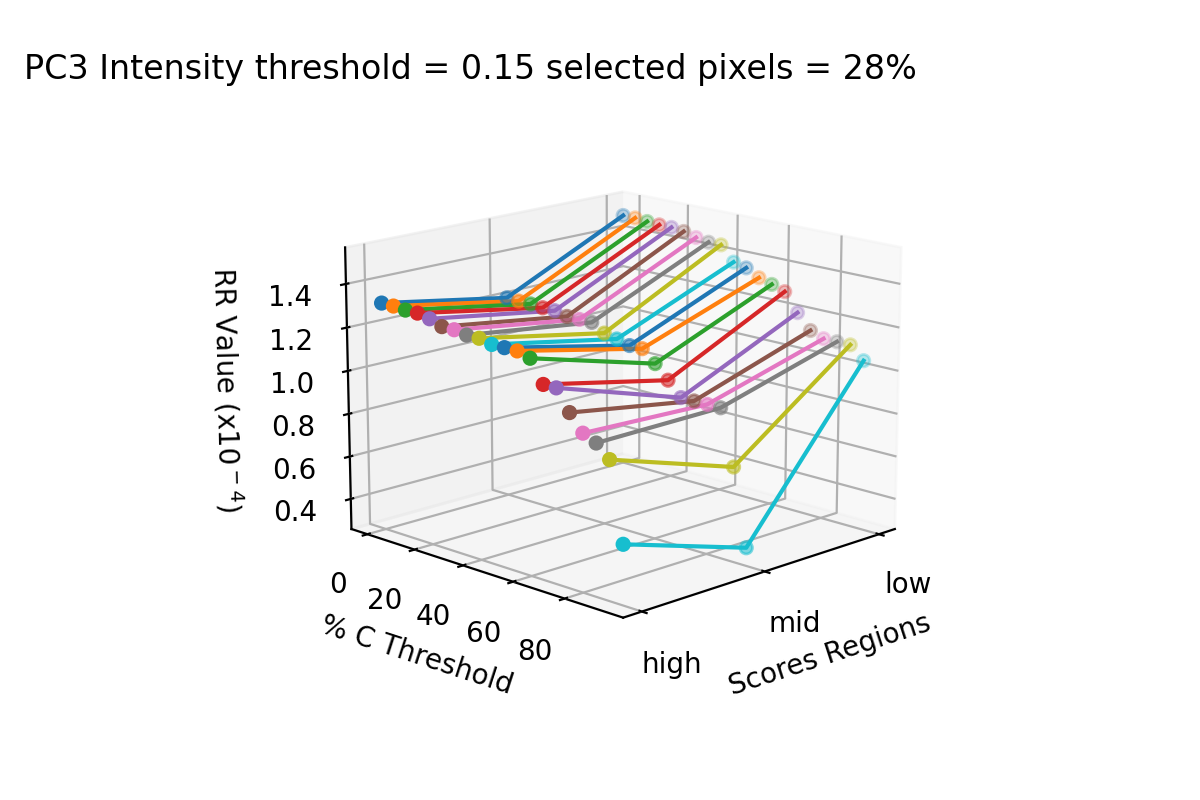 PC3 Intensity threshold = 0.15 selected pixels = 28%
RR Value (x10⁻⁴)
1.4
1.2
1.0
0.8
0.6
0.4
0
20
40
60
80
% C Threshold
high
mid
low
Scores Regions